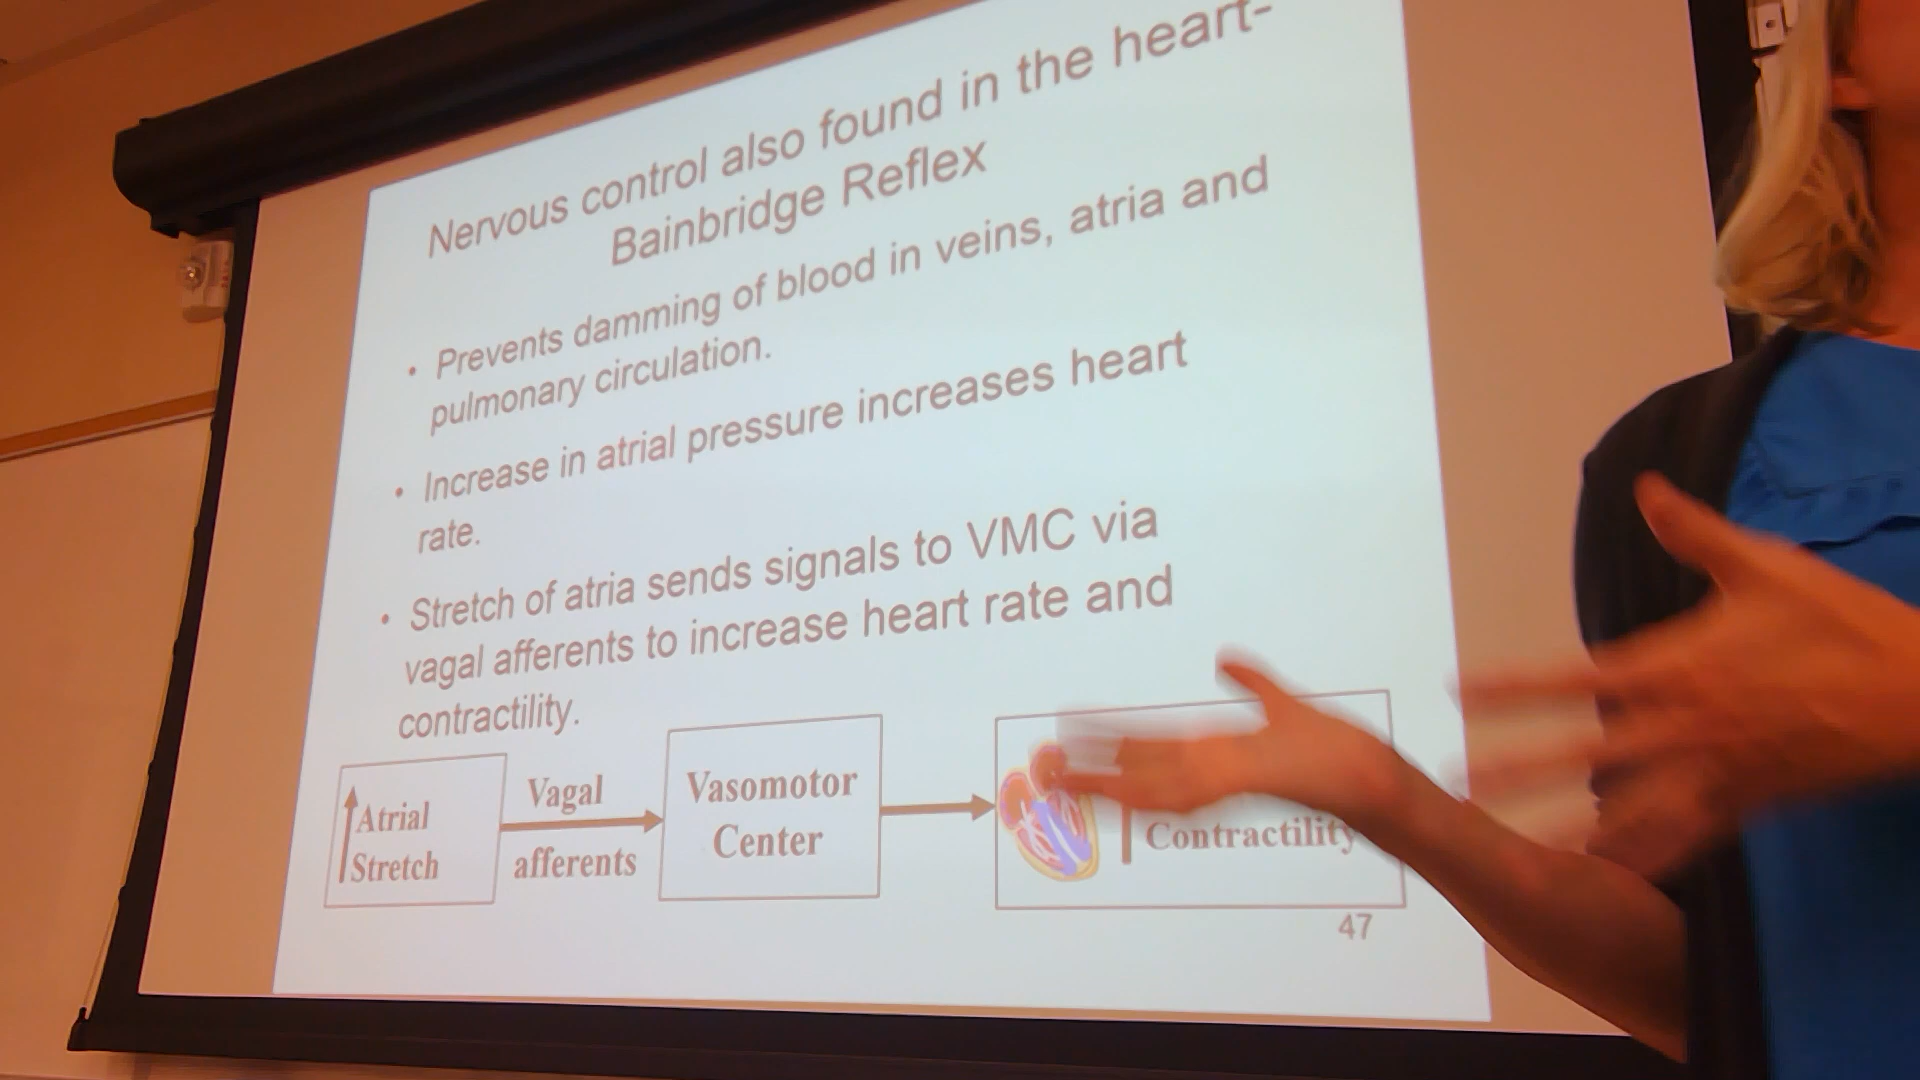 Nervous control also found in the heart-
Bainbridge Reflex
• Prevents damming of blood in veins, atria and
pulmonary circulation.
• Increase in atrial pressure increases heart
rate.
• Stretch of atria sends signals to VMC via
vagal afferents to increase heart rate and
contractility.
Atrial
Stretch
Vagal
afferents
Vasomotor
Center
Contractility
47